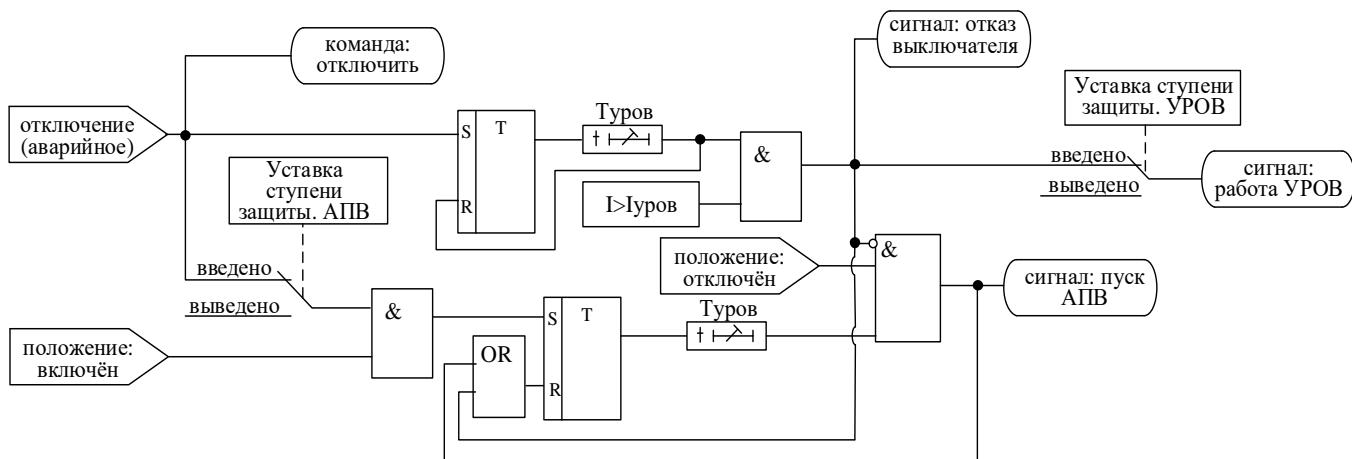 команда:
отключить
сигнал: отказ
выключателя
отключение
(аварийное)
S
T
R
Туров
&
I>Iуров
Уставка ступени
защиты. УРОВ
введено
выведено
сигнал:
работа УРОВ
Уставка
ступени
защиты. АПВ
введено
выведено
положение:
включён
&
OR
S
T
R
положение:
отключён
Туров
&
сигнал: пуск
АПВ